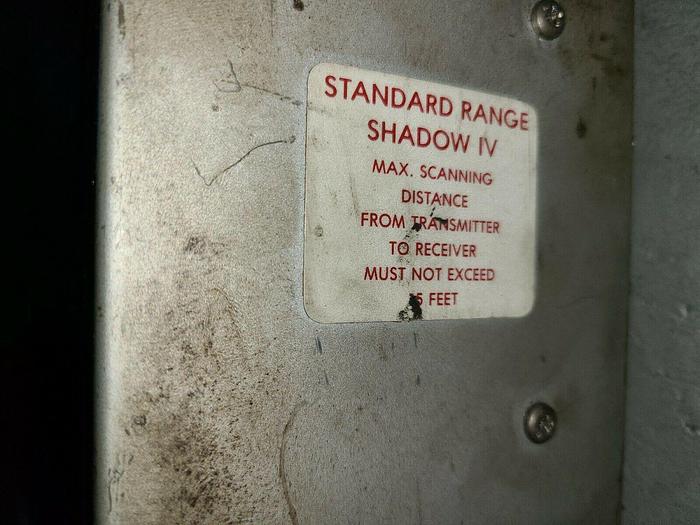 STANDARD RANGE
SHADOW IV
MAX. SCANNING
DISTANCE
FROM TRANSMITTER
TO RECEIVER
MUST NOT EXCEED
FEET